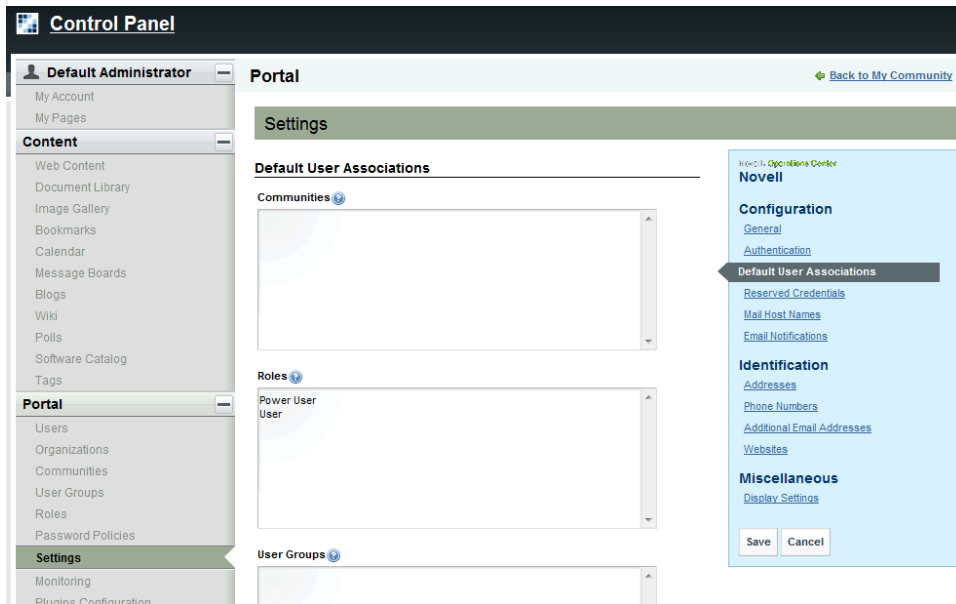 Control Panel
Default Administrator
My Account
My Pages
Content
Web Content
Document Library
Image Gallery
Bookmarks
Calendar
Message Boards
Blogs
Wiki
Polls
Software Catalog
Tags
Portal
Users
Organizations
Communities
User Groups
Roles
Password Policies
Settings
Monitoring
Plugins Configuration
Portal
Back to My Community
Settings
Default User Associations
Communities
Roles
Power User
User
User Groups
Novell. Operations Center
Novell
Configuration
General
Authentication
Default User Associations
Reserved Credentials
Mail Host Names
Email Notifications
Identification
Addresses
Phone Numbers
Additional Email Addresses
Websites
Miscellaneous
Display Settings
Save Cancel